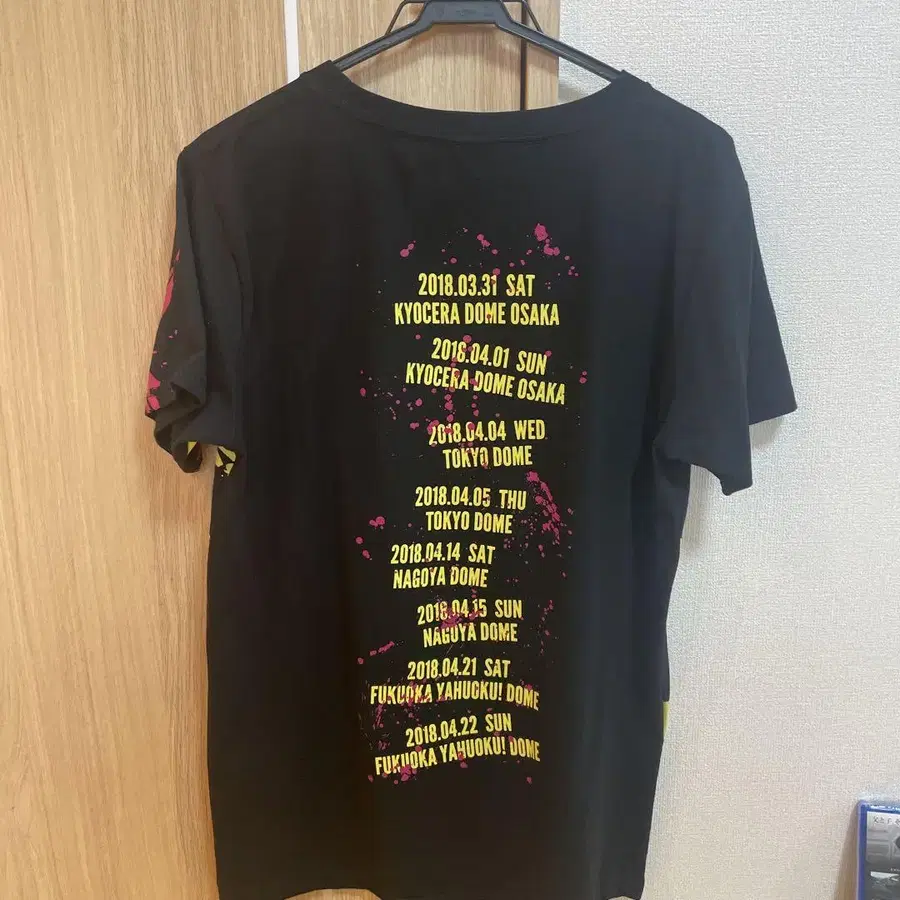 2018.03.31 SAT
KYOCERA DOME OSAKA
2018.04.01 SUN
KYOCERA DOME OSAKA
2018.04.04 WED
TOKYO DOME
2018.04.05 THU
TOKYO DOME
2018.04.14 SAT
NAGOYA DOME
2018.04.15 SUN
NAGOYA DOME
2018.04.21 SAT
FUKUOKA YAHUOKU! DOME
2018.04.22 SUN
FUKUOKA YAHUOKU! DOME